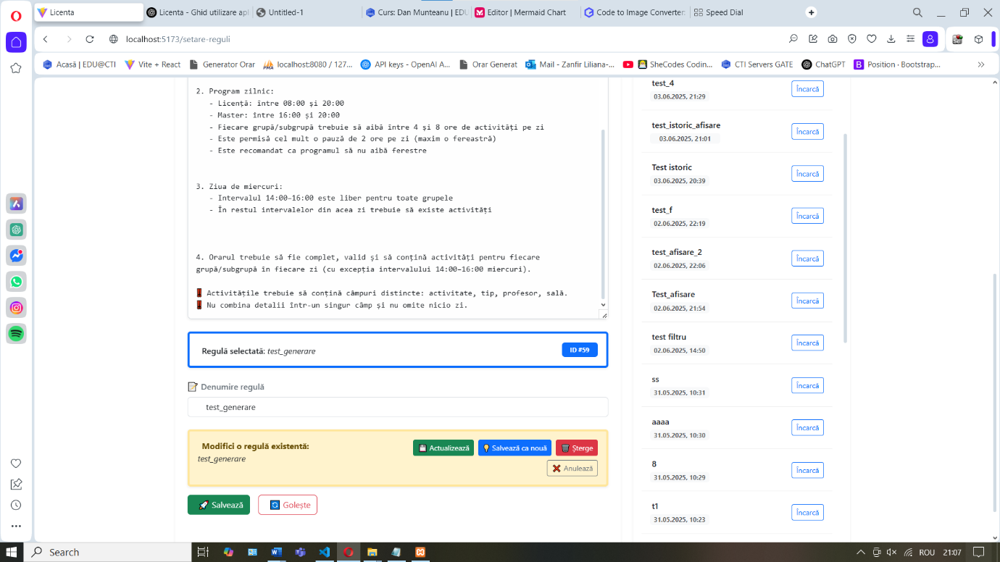 Licenta
Licenta - Ghid utilizare apl
Untitled-1
Curs: Dan Munteanu | EDU
Editor | Mermaid Chart
Code to Image Converter:
Speed Dial
localhost:5173/setare-reguli
Acasă | EDU@CTI
Vite + React
Generator Orar
localhost:8080 / 127...
API keys - OpenAI A...
Orar Generat
Mail - Zanfir Liliana-...
SheCodes Codin...
CTI Servers GATE
ChatGPT
Position · Bootstrap...
2. Program zilnic:
- Licență: între 08:00 și 20:00
- Master: între 16:00 și 20:00
- Fiecare grupă/subgrupă trebuie să aibă între 4 și 8 ore de activități pe zi
- Este permisă cel mult o pauză de 2 ore pe zi (maxim o fereastră)
- Este recomandat ca programul să nu aibă ferestre
3. Ziua de miercuri:
- Intervalul 14:00–16:00 este liber pentru toate grupele
- În restul intervalelor din acea zi trebuie să existe activități
4. Orarul trebuie să fie complet, valid și să conțină activități pentru fiecare
grupă/subgrupă în fiecare zi (cu excepția intervalului 14:00–16:00 miercuri).
❗ Activitățile trebuie să conțină câmpuri distincte: activitate, tip, profesor, sală.
❗ Nu combina detalii într-un singur câmp și nu omite nicio zi.
Regulă selectată: test_generare
ID #59
📝 Denumire regulă
test_generare
Modifici o regulă existentă:
test_generare
💾 Actualizează
💡 Salvează ca nouă
🗑️ Șterge
❌ Anulează
🚀 Salvează
🔄 Golește
test_4
03.06.2025, 21:29
Încarcă
test_istoric_afisare
03.06.2025, 21:01
Încarcă
Test istoric
03.06.2025, 20:39
Încarcă
test_f
02.06.2025, 22:19
Încarcă
test_afisare_2
02.06.2025, 22:06
Încarcă
Test_afisare
02.06.2025, 21:54
Încarcă
test filtru
02.06.2025, 14:50
Încarcă
ss
31.05.2025, 10:31
Încarcă
aaaa
31.05.2025, 10:30
Încarcă
8
31.05.2025, 10:29
Încarcă
t1
31.05.2025, 10:23
Încarcă
Search
ROU
21:07